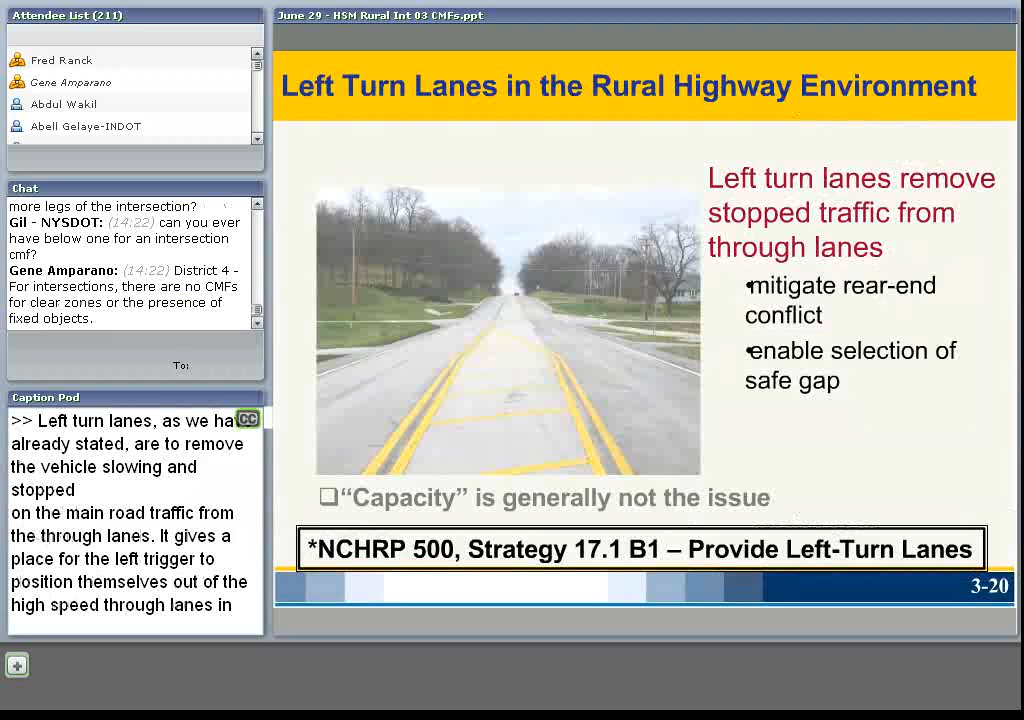 Attendee List (211)
Fred Ranck
Gene Amparano
Abdul Wakil
Abell Gelaye-INDOT
Chat
more legs of the intersection?
Gil - NYSDOT: (14:22) can you ever
have below one for an intersection
cmf?
Gene Amparano: (14:22) District 4 -
For intersections, there are no CMFs
for clear zones or the presence of
fixed objects.
To:
Caption Pod
>> Left turn lanes, as we ha
CC
already stated, are to remove
the vehicle slowing and
stopped
on the main road traffic from
the through lanes. It gives a
place for the left trigger to
position themselves out of the
high speed through lanes in
June 29 - HSM Rural Int 03 CMFs.ppt
Left Turn Lanes in the Rural Highway Environment
Left turn lanes remove
stopped traffic from
through lanes
•mitigate rear-end
conflict
•enable selection of
safe gap
❑“Capacity” is generally not the issue
*NCHRP 500, Strategy 17.1 B1 – Provide Left-Turn Lanes
3-20